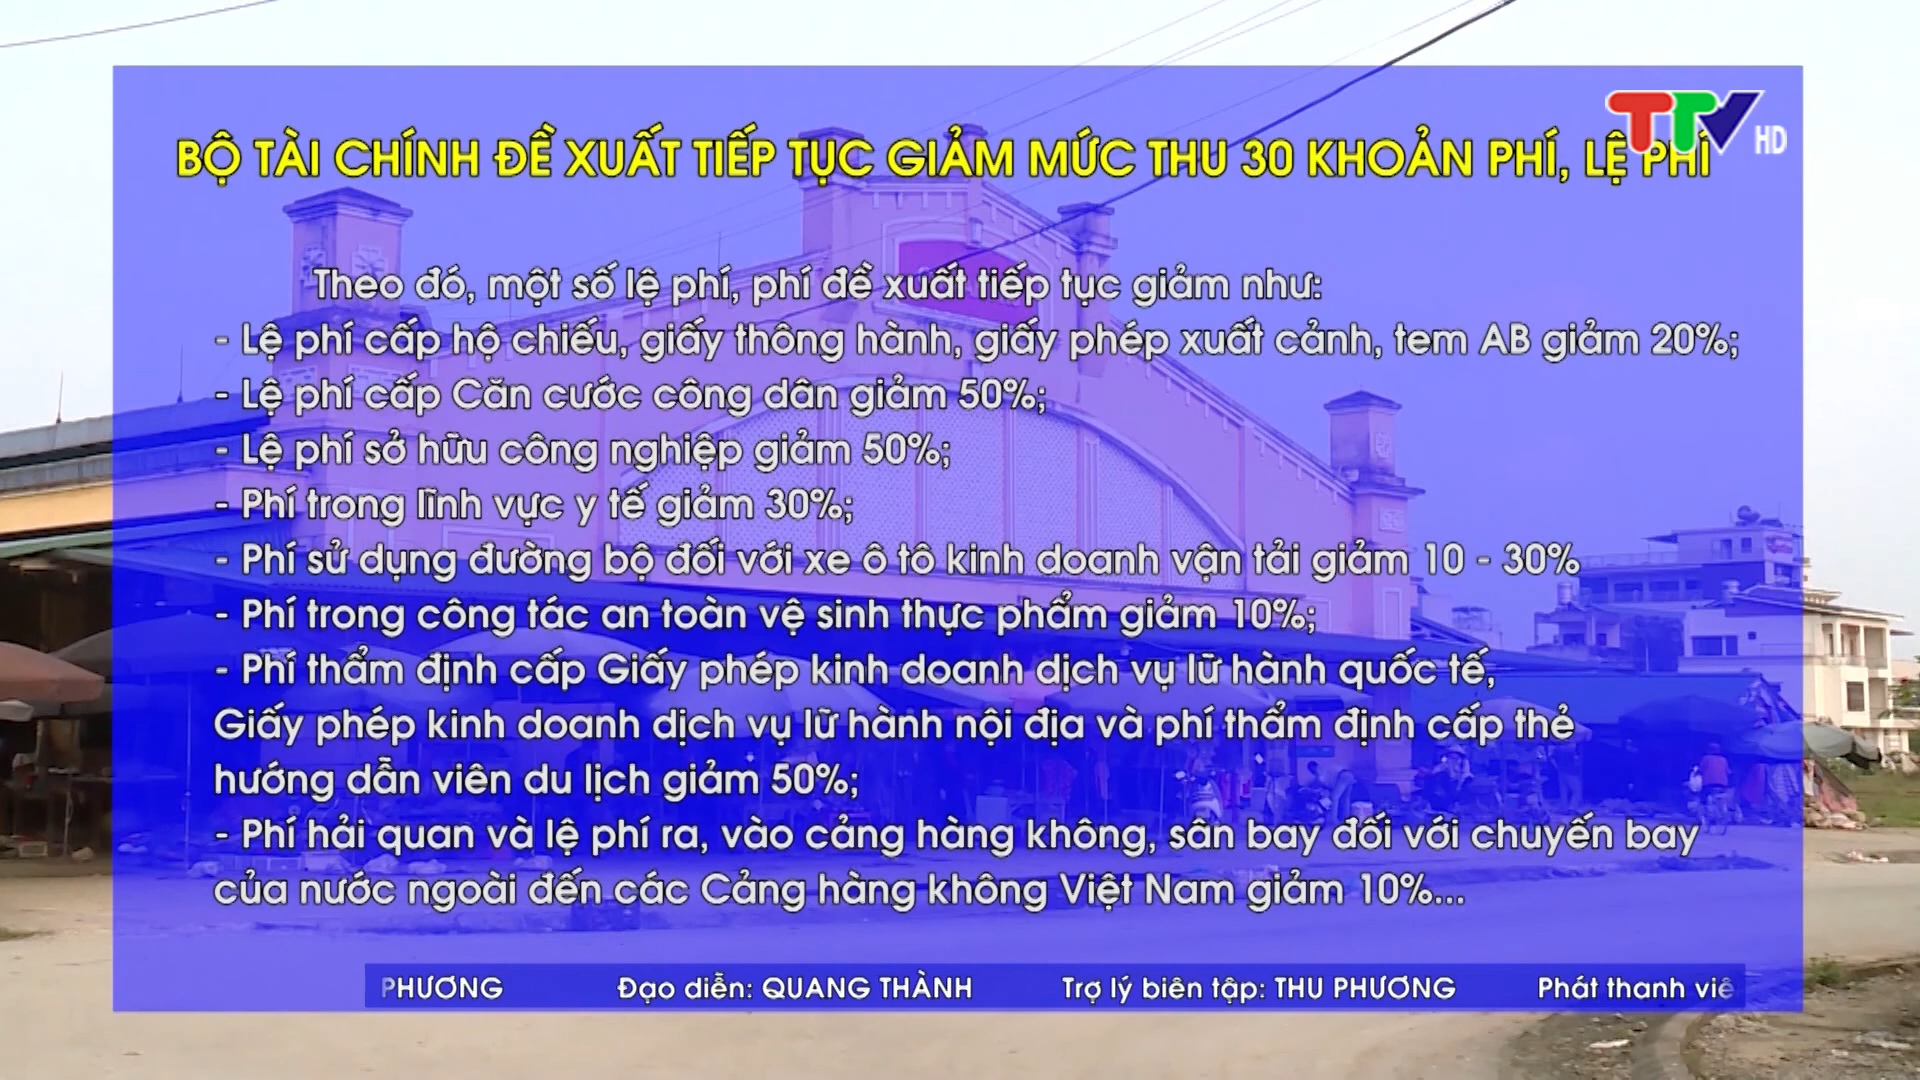 TTV HD
BỘ TÀI CHÍNH ĐỀ XUẤT TIẾP TỤC GIẢM MỨC THU 30 KHOẢN PHÍ, LỆ PHÍ
Theo đó, một số lệ phí, phí đề xuất tiếp tục giảm như:
- Lệ phí cấp hộ chiếu, giấy thông hành, giấy phép xuất cảnh, tem AB giảm 20%;
- Lệ phí cấp Căn cước công dân giảm 50%;
- Lệ phí sở hữu công nghiệp giảm 50%;
- Phí trong lĩnh vực y tế giảm 30%;
- Phí sử dụng đường bộ đối với xe ô tô kinh doanh vận tải giảm 10 - 30%
- Phí trong công tác an toàn vệ sinh thực phẩm giảm 10%;
- Phí thẩm định cấp Giấy phép kinh doanh dịch vụ lữ hành quốc tế,
Giấy phép kinh doanh dịch vụ lữ hành nội địa và phí thẩm định cấp thẻ
hướng dẫn viên du lịch giảm 50%;
- Phí hải quan và lệ phí ra, vào cảng hàng không, sân bay đối với chuyến bay
của nước ngoài đến các Cảng hàng không Việt Nam giảm 10%...
PHƯƠNG Đạo diễn: QUANG THÀNH Trợ lý biên tập: THU PHƯƠNG Phát thanh viê